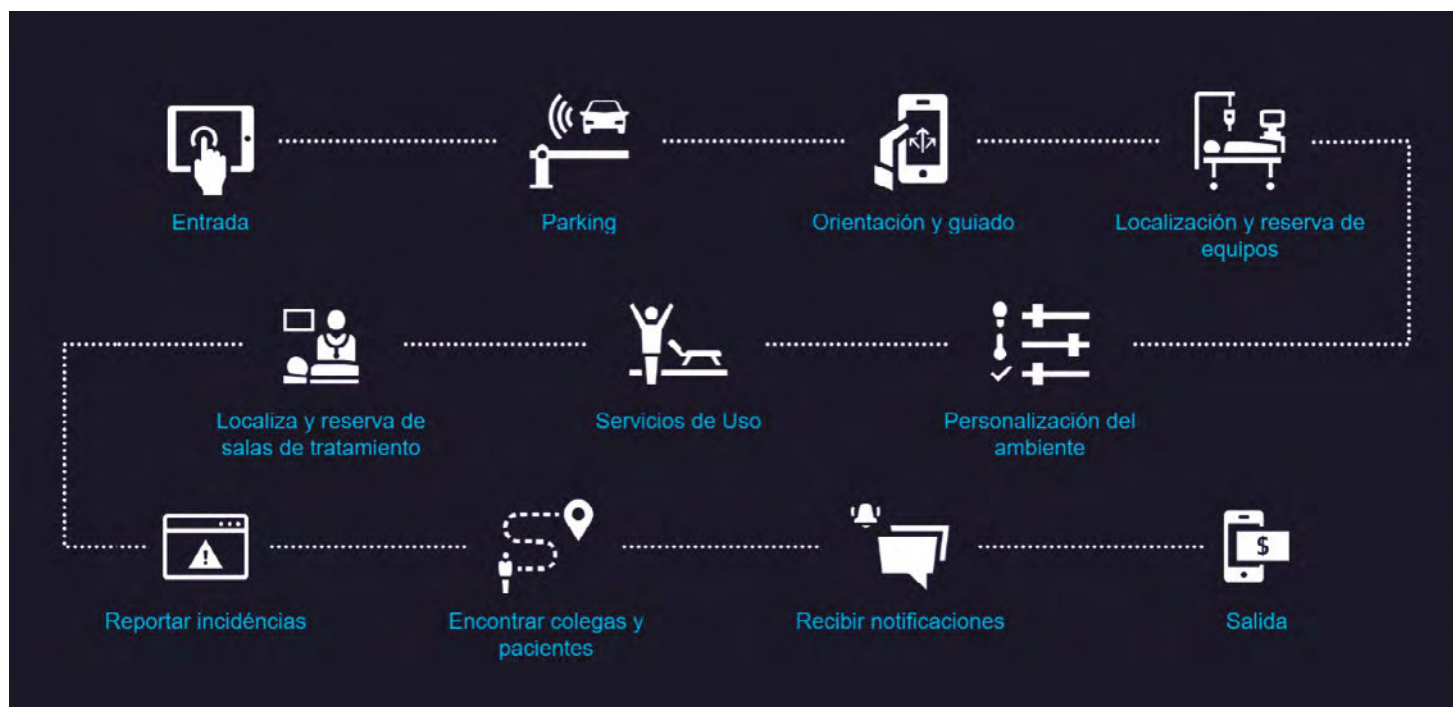 Entrada
Parking
Orientación y guiado
Localización y reserva de
equipos
Localiza y reserva de
salas de tratamiento
Servicios de Uso
Personalización del
ambiente
Reportar incidéncias
Encontrar colegas y
pacientes
Recibir notificaciones
$
Salida